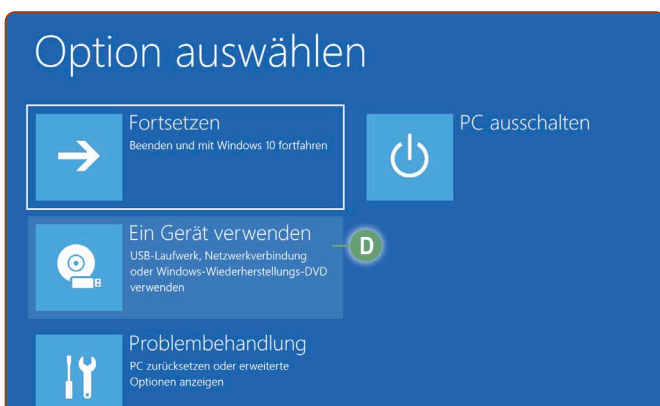 Option auswählen
Fortsetzen
Beenden und mit Windows 10 fortfahren
PC ausschalten
Ein Gerät verwenden
USB-Laufwerk, Netzwerkverbindung
oder Windows-Wiederherstellungs-DVD
verwenden
D
Problembehandlung
PC zurücksetzen oder erweiterte
Optionen anzeigen